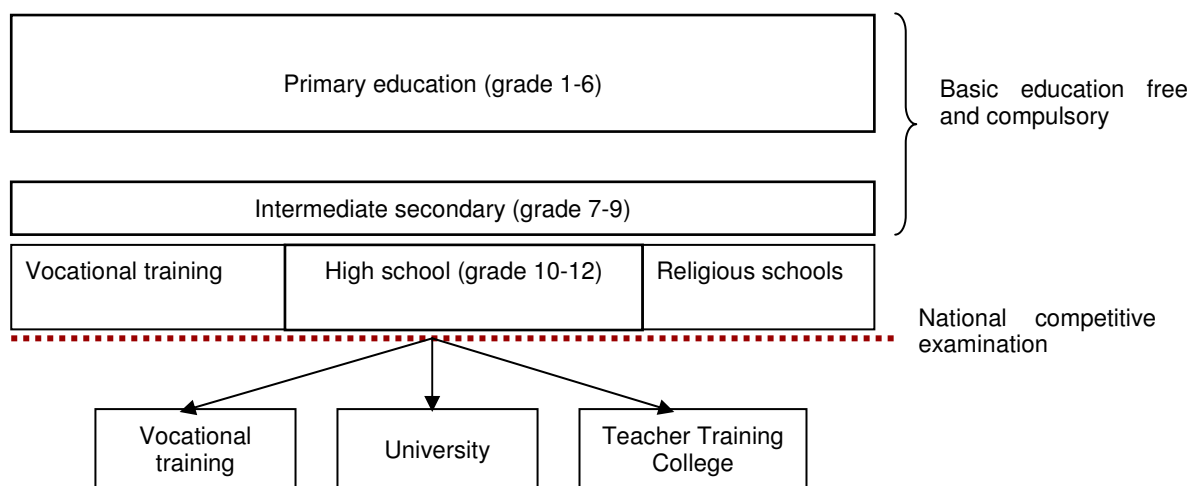 Primary education (grade 1-6)
Basic education free
and compulsory
Intermediate secondary (grade 7-9)
Vocational training
High school (grade 10-12)
Religious schools
National competitive
examination
Vocational
training
University
Teacher Training
College